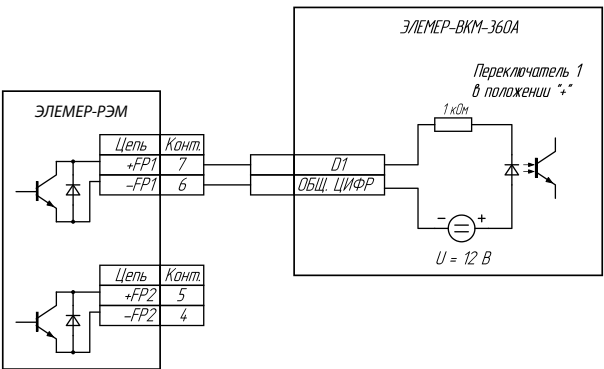 ЭЛЕМЕР-ВКМ-360А
Переключатель 1
в положении "+"
1 кОм
ЭЛЕМЕР-РЭМ
Цепь Конт.
+FP1 7 D1
-FP1 6 ОБЩ. ЦИФР
- +
U = 12 В
Цепь Конт.
+FP2 5
-FP2 4